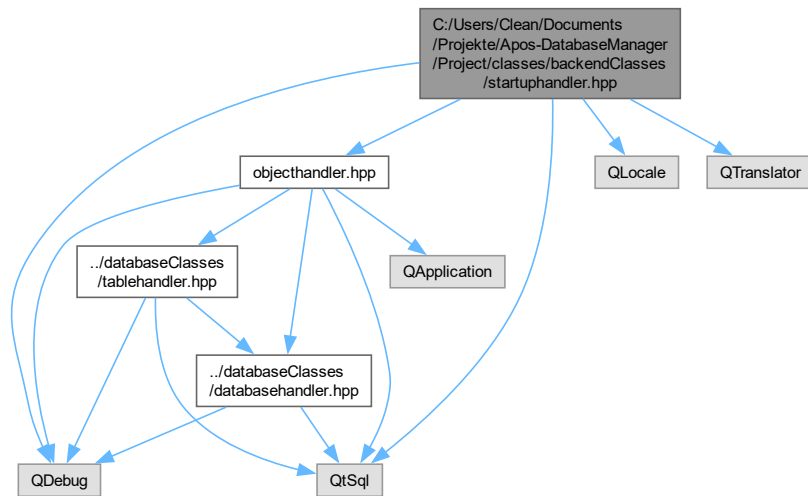 C:/Users/Clean/Documents
/Projekte/Apos-DatabaseManager
/Project/classes/backendClasses
/startuphandler.hpp
objecthandler.hpp
QLocale
QTranslator
../databaseClasses
/tablehandler.hpp
QApplication
../databaseClasses
/databasehandler.hpp
QDebug
QtSql